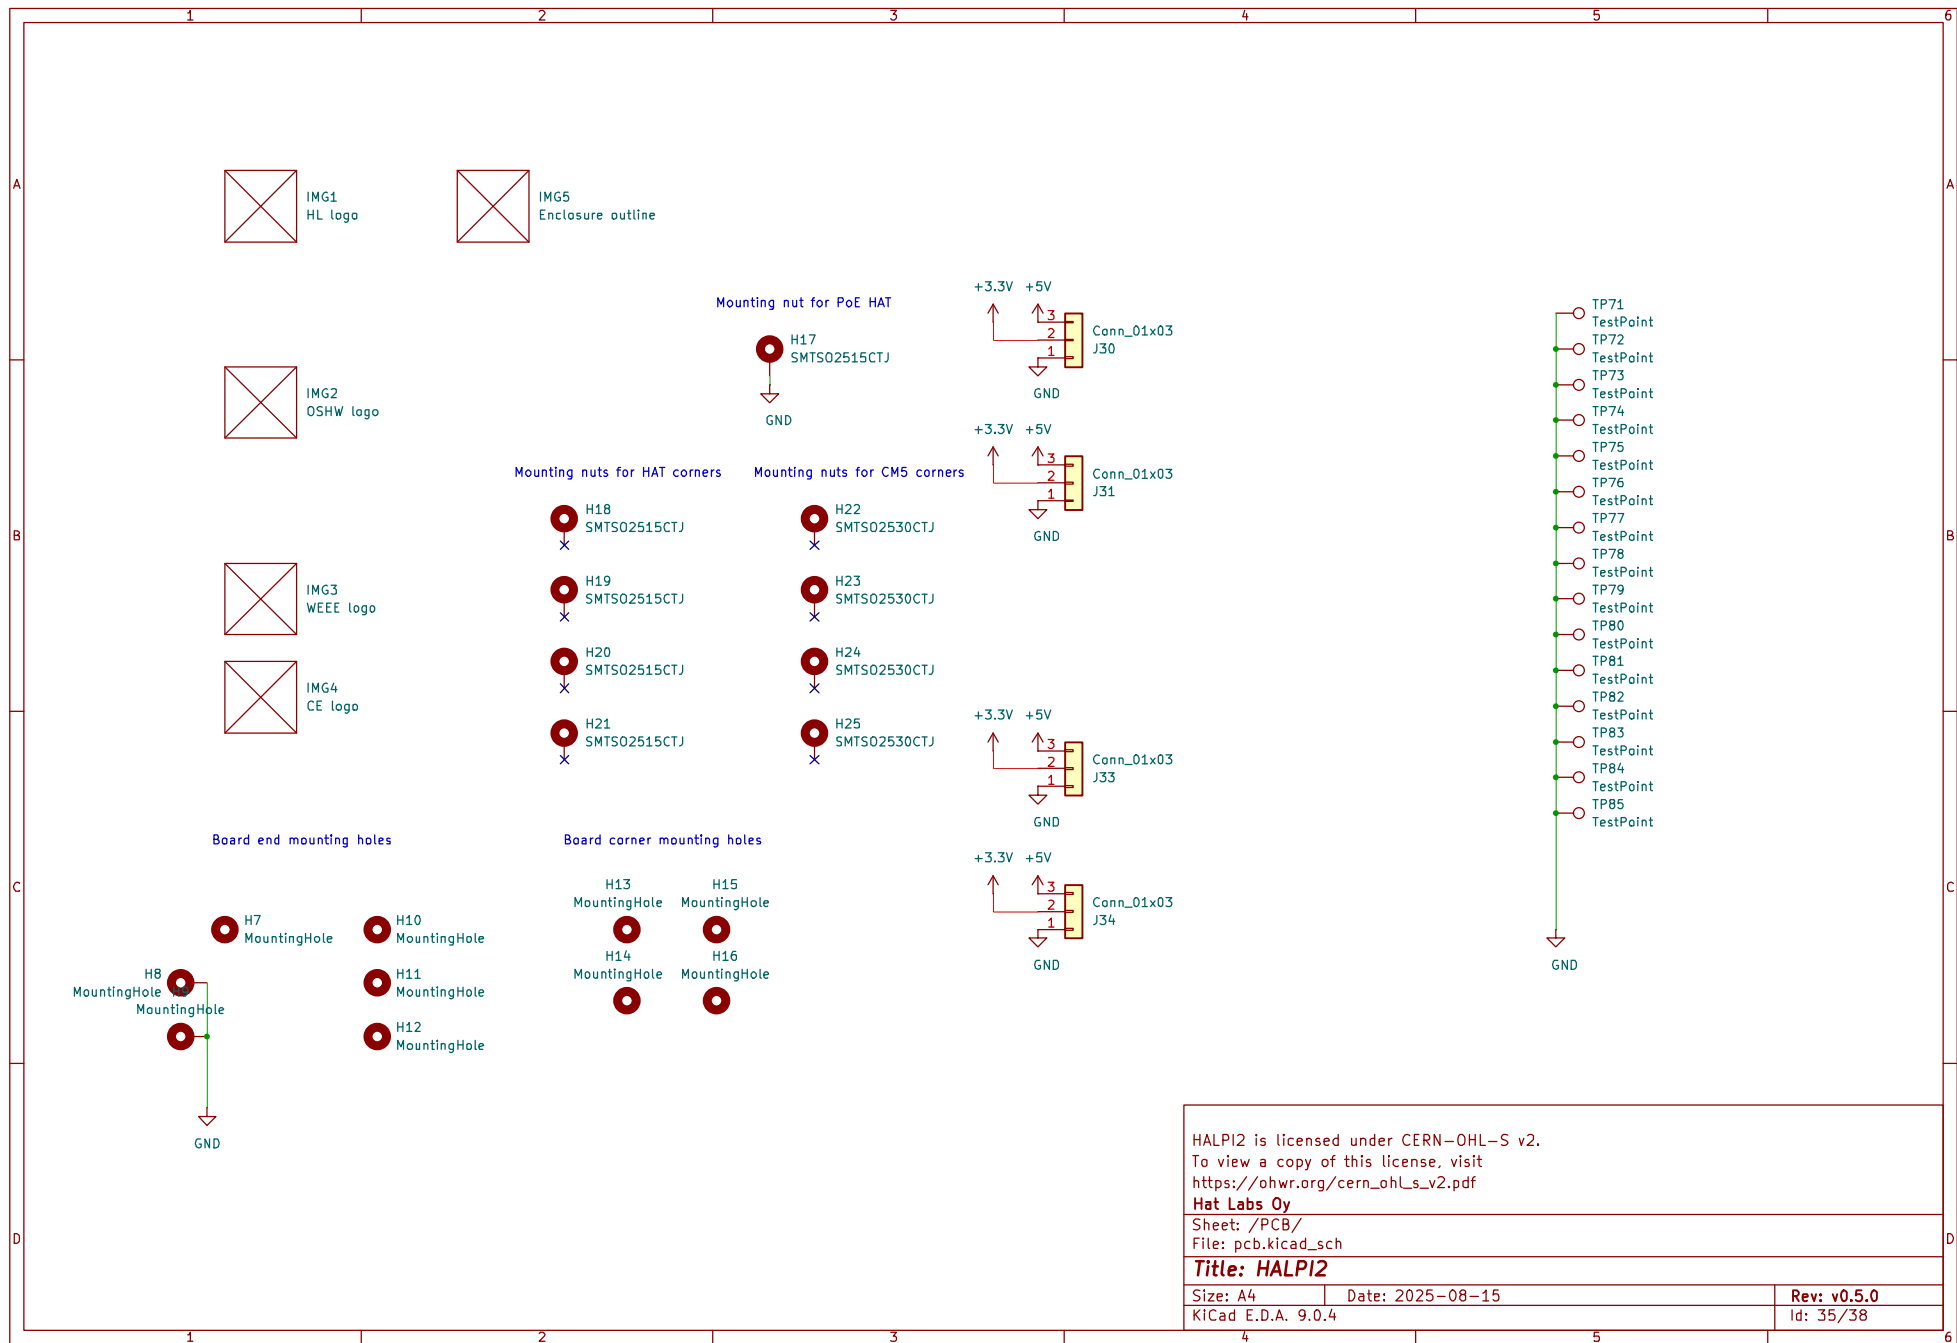 1 2 3 4 5 6
A A
IMG1
HL logo
IMG5
Enclosure outline
Mounting nut for PoE HAT
H17
SMTSO2515CTJ
GND
+3.3V +5V
3
2
1
Conn_01x03
J30
GND
B B
IMG2
OSHW logo
+3.3V +5V
3
2
1
Conn_01x03
J31
GND
Mounting nuts for HAT corners
H18
SMTSO2515CTJ
H19
SMTSO2515CTJ
H20
SMTSO2515CTJ
H21
SMTSO2515CTJ
Mounting nuts for CM5 corners
H22
SMTSO2530CTJ
H23
SMTSO2530CTJ
H24
SMTSO2530CTJ
H25
SMTSO2530CTJ
IMG3
WEEE logo
IMG4
CE logo
+3.3V +5V
3
2
1
Conn_01x03
J33
GND
+3.3V +5V
3
2
1
Conn_01x03
J34
GND
TP71
TestPoint
TP72
TestPoint
TP73
TestPoint
TP74
TestPoint
TP75
TestPoint
TP76
TestPoint
TP77
TestPoint
TP78
TestPoint
TP79
TestPoint
TP80
TestPoint
TP81
TestPoint
TP82
TestPoint
TP83
TestPoint
TP84
TestPoint
TP85
TestPoint
GND
C C
Board end mounting holes
H7
MountingHole
H8
MountingHole
MountingHole
H10
MountingHole
H11
MountingHole
H12
MountingHole
GND
Board corner mounting holes
H13
MountingHole
H15
MountingHole
H14
MountingHole
H16
MountingHole
D D
HALPI2 is licensed under CERN-OHL-S v2.
To view a copy of this license, visit
https://ohwr.org/cern_ohl_s_v2.pdf
Hat Labs Oy
Sheet: /PCB/
File: pcb.kicad_sch
Title: HALPI2
Size: A4 Date: 2025-08-15 Rev: v0.5.0
KiCad E.D.A. 9.0.4 Id: 35/38
1 2 3 4 5 6